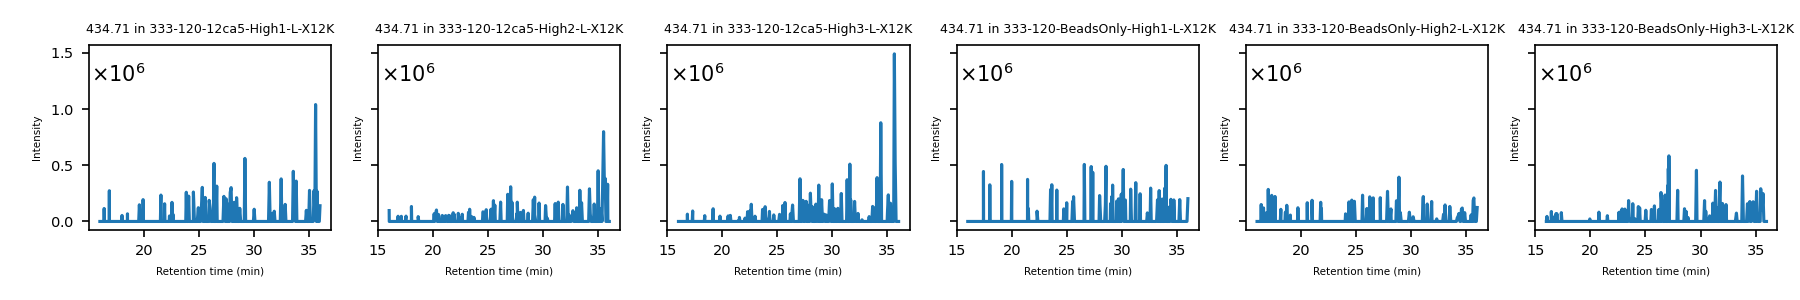 434.71 in 333-120-12ca5-High1-L-X12K
434.71 in 333-120-12ca5-High2-L-X12K
434.71 in 333-120-12ca5-High3-L-X12K
434.71 in 333-120-BeadsOnly-High1-L-X12K
434.71 in 333-120-BeadsOnly-High2-L-X12K
434.71 in 333-120-BeadsOnly-High3-L-X12K
×10⁶ ×10⁶ ×10⁶ ×10⁶ ×10⁶ ×10⁶
1.5
1.0
0.5
0.0
Intensity Intensity Intensity Intensity Intensity Intensity
20 25 30 35
15 20 25 30 35
15 20 25 30 35
15 20 25 30 35
20 25 30 35
15 20 25 30 35
Retention time (min) Retention time (min) Retention time (min) Retention time (min) Retention time (min) Retention time (min)